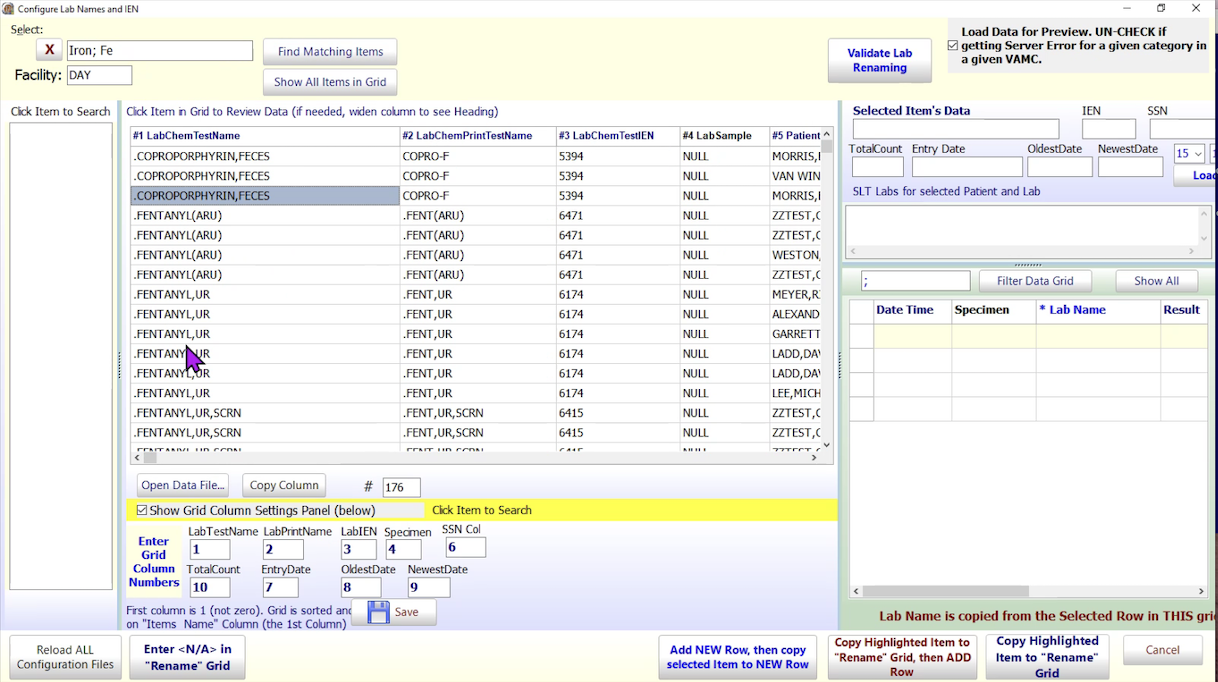 Configure Lab Names and IEN
Select:
X
Iron; Fe
Find Matching Items
Facility:
DAY
Show All Items in Grid
Validate Lab
Renaming
Load Data for Preview. UN-CHECK if
getting Server Error for a given category in
a given VAMC.
Click Item to Search
Click Item in Grid to Review Data (if needed, widen column to see Heading)
#1 LabChemTestName #2 LabChemPrintTestName #3 LabChemTestIEN #4 LabSample #5 Patient
.COPROPORPHYRIN,FECES COPRO-F 5394 NULL MORRIS,
.COPROPORPHYRIN,FECES COPRO-F 5394 NULL VAN WIN
.COPROPORPHYRIN,FECES COPRO-F 5394 NULL MORRIS,
.FENTANYL(ARU) .FENT(ARU) 6471 NULL ZZTEST,C
.FENTANYL(ARU) .FENT(ARU) 6471 NULL ZZTEST,C
.FENTANYL(ARU) .FENT(ARU) 6471 NULL WESTON,
.FENTANYL(ARU) .FENT(ARU) 6471 NULL ZZTEST,C
.FENTANYL,UR .FENT,UR 6174 NULL MEYER,R
.FENTANYL,UR .FENT,UR 6174 NULL ALEXAND
.FENTANYL,UR .FENT,UR 6174 NULL GARRETT
.FENTANYL,UR .FENT,UR 6174 NULL LADD,DAV
.FENTANYL,UR .FENT,UR 6174 NULL LADD,DAV
.FENTANYL,UR .FENT,UR 6174 NULL LEE,MICH
.FENTANYL,UR,SCRN .FENT,UR,SCRN 6415 NULL ZZTEST,C
.FENTANYL,UR,SCRN .FENT,UR,SCRN 6415 NULL ZZTEST,C
Open Data File... Copy Column # 176
Show Grid Column Settings Panel (below) Click Item to Search
Enter
Grid
Column
Numbers
LabTestName LabPrintName LabIEN Specimen SSN Col
1 2 3 4 6
TotalCount EntryDate OldestDate NewestDate
10 7 8 9
First column is 1 (not zero). Grid is sorted and
on "Items Name" Column (the 1st Column)
Save
Selected Item's Data IEN SSN
TotalCount Entry Date OldestDate NewestDate
15
Load
SLT Labs for selected Patient and Lab
; Filter Data Grid Show All
Date Time Specimen * Lab Name Result
Lab Name is copied from the Selected Row in THIS gri
Reload ALL
Configuration Files
Enter <N/A> in
"Rename" Grid
Add NEW Row, then copy
selected Item to NEW Row
Copy Highlighted Item to
"Rename" Grid, then ADD
Row
Copy Highlighted
Item to "Rename"
Grid
Cancel